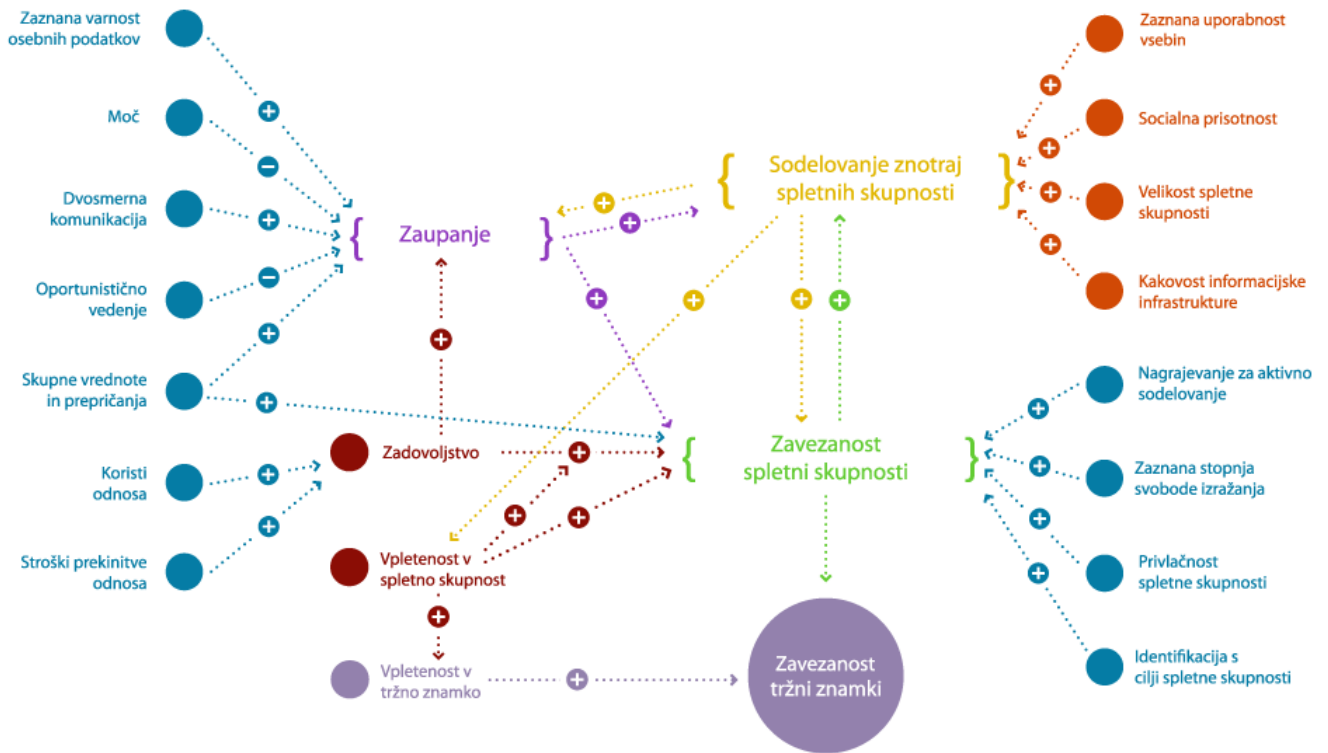 Zaznana varnost
osebnih podatkov
Moč
Dvosmerna
komunikacija
Oportunistično
vedenje
Skupne vrednote
in prepričanja
Koristi
odnosa
Stroški prekinitve
odnosa
Zaupanje
Zadovoljstvo
Vpletenost v
spletno skupnost
Vpletenost v
tržno znamko
Sodelovanje znotraj
spletnih skupnosti
Zavezanost
spletni skupnosti
Zavezanost
tržni znamki
Zaznana uporabnost
vsebin
Socialna prisotnost
Velikost spletne
skupnosti
Kakovost informacijske
infrastrukture
Nagrajevanje za aktivno
sodelovanje
Zaznana stopnja
svobode izražanja
Privlačnost
spletne skupnosti
Identifikacija s
cilji spletne skupnosti